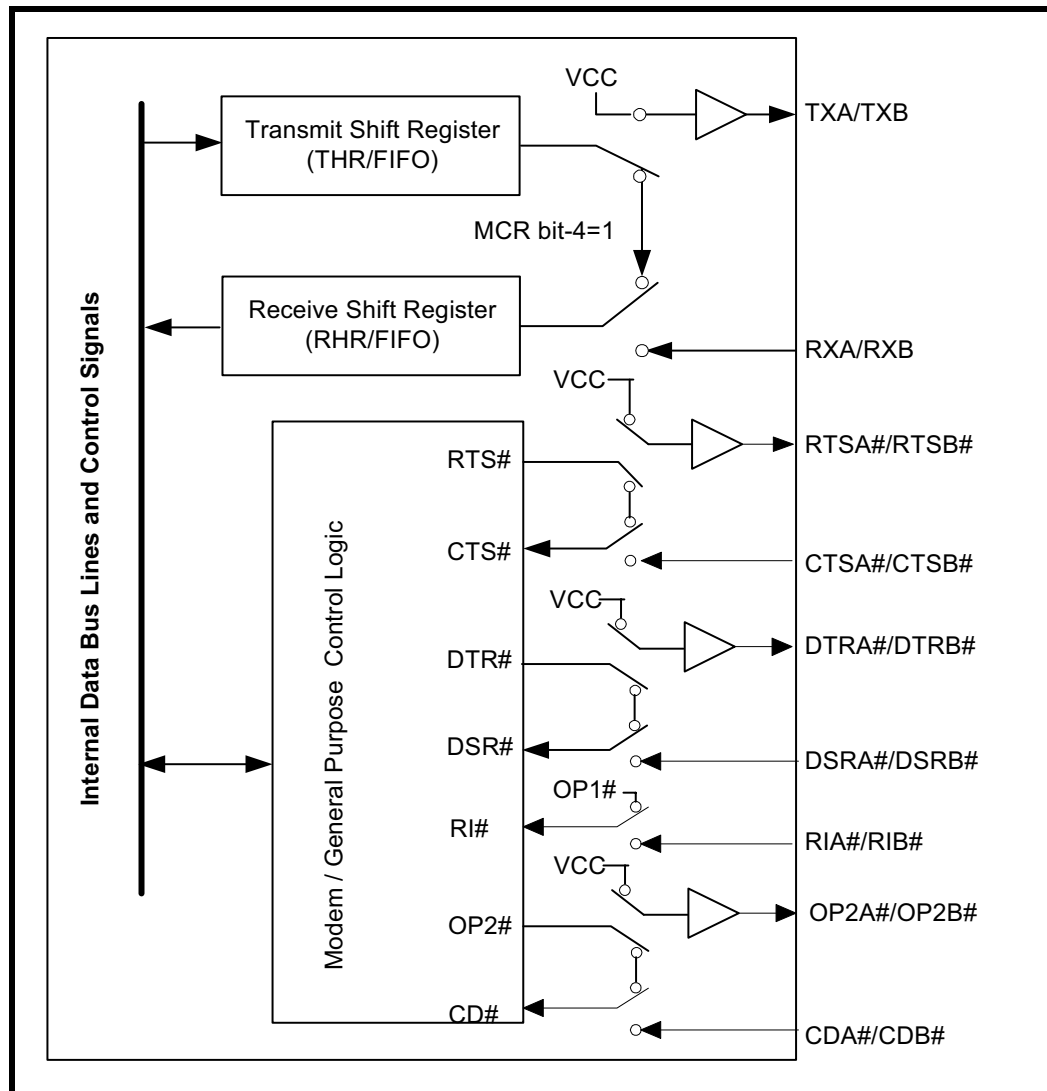 VCC
TXA/TXB
Transmit Shift Register
(THR/FIFO)
MCR bit-4=1
Receive Shift Register
(RHR/FIFO)
RXA/RXB
Internal Data Bus Lines and Control Signals
VCC
RTSA#/RTSB#
RTS#
CTS#
CTSA#/CTSB#
VCC
DTRA#/DTRB#
DTR#
Modem / General Purpose Control Logic
DSR#
DSRA#/DSRB#
OP1#
RI#
RIA#/RIB#
VCC
OP2A#/OP2B#
OP2#
CD#
CDA#/CDB#